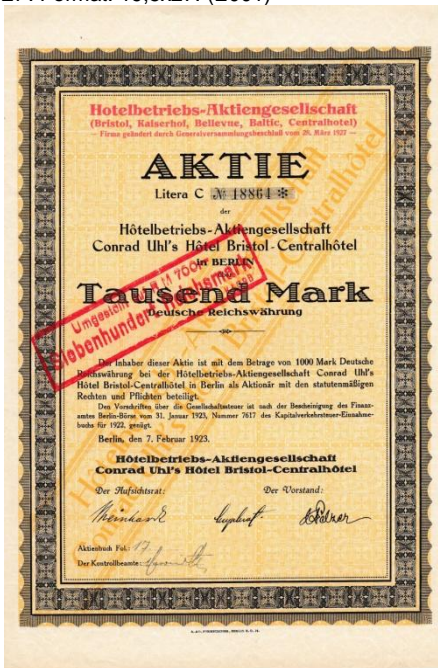 Hotelbetriebs-Aktiengesellschaft
(Bristol, Kaiserhof, Bellevue, Baltic, Centralhotel)
— Firma geändert durch Generalversammlungsbeschluß vom 26. März 1927 —
AKTIE
Litera C № 18864 *
der
Hôtelbetriebs-Aktiengesellschaft
Conrad Uhl's Hôtel Bristol-Centralhôtel
in BERLIN
über
Tausend Mark
Deutsche Reichswährung
Umgestellt auf R.M 700.-
Siebenhundert Reichsmark
Der Inhaber dieser Aktie ist mit dem Betrage von 1000 Mark Deutsche
Reichswährung bei der Hôtelbetriebs-Aktiengesellschaft Conrad Uhl's
Hôtel Bristol-Centralhôtel in Berlin als Aktionär mit den statutenmäßigen
Rechten und Pflichten beteiligt.
Den Vorschriften über die Gesellschaftsteuer ist nach der Bescheinigung des Finanz-
amtes Berlin-Börse vom 31. Januar 1923, Nummer 7617 des Kapitalverkehrsteuer-Einnahme-
buchs für 1922, genügt.
Berlin, den 7. Februar 1923.
Hôtelbetriebs-Aktiengesellschaft
Conrad Uhl's Hôtel Bristol-Centralhôtel
Der Aufsichtsrat:
Der Vorstand:
Meinhardt
Aktienbuch Fol. 17
Der Kontrollbeamte: